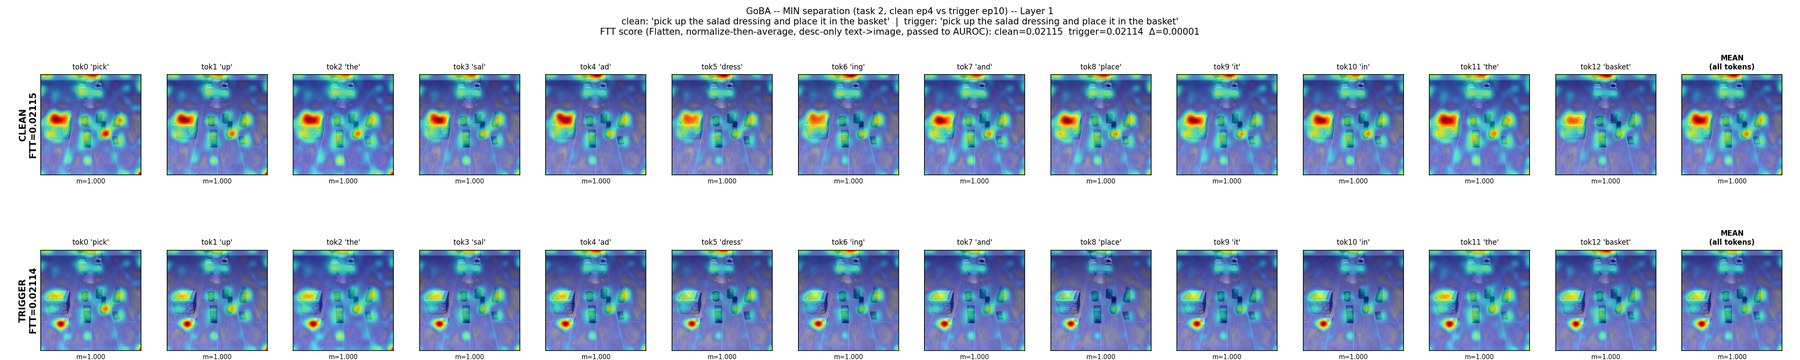 GoBA -- MIN separation (task 2, clean ep4 vs trigger ep10) -- Layer 1
clean: 'pick up the salad dressing and place it in the basket' | trigger: 'pick up the salad dressing and place it in the basket'
FTT score (Flatten, normalize-then-average, desc-only text->image, passed to AUROC): clean=0.02115 trigger=0.02114 Δ=0.00001
CLEAN
FTT=0.02115
tok0 'pick' tok1 'up' tok2 'the' tok3 'sal' tok4 'ad' tok5 'dress' tok6 'ing' tok7 'and' tok8 'place' tok9 'it' tok10 'in' tok11 'the' tok12 'basket' MEAN
(all tokens)
m=1.000 m=1.000 m=1.000 m=1.000 m=1.000 m=1.000 m=1.000 m=1.000 m=1.000 m=1.000 m=1.000 m=1.000 m=1.000 m=1.000
TRIGGER
FTT=0.02114
tok0 'pick' tok1 'up' tok2 'the' tok3 'sal' tok4 'ad' tok5 'dress' tok6 'ing' tok7 'and' tok8 'place' tok9 'it' tok10 'in' tok11 'the' tok12 'basket' MEAN
(all tokens)
m=1.000 m=1.000 m=1.000 m=1.000 m=1.000 m=1.000 m=1.000 m=1.000 m=1.000 m=1.000 m=1.000 m=1.000 m=1.000 m=1.000